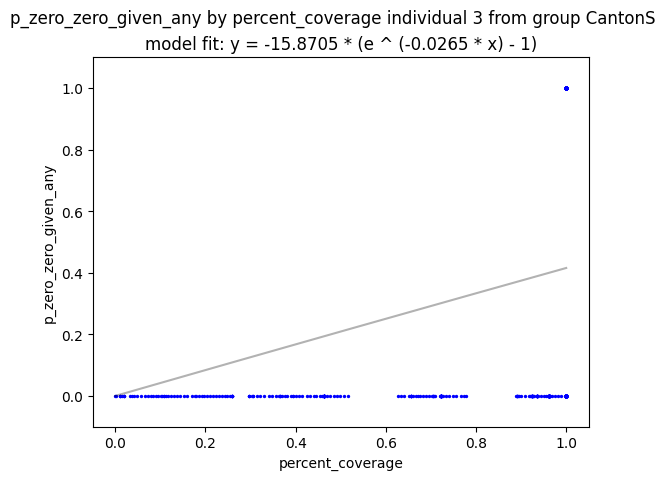 p_zero_zero_given_any by percent_coverage individual 3 from group CantonS
model fit: y = -15.8705 * (e ^ (-0.0265 * x) - 1)
1.0
0.8
0.6
0.4
0.2
0.0
p_zero_zero_given_any
0.0 0.2 0.4 0.6 0.8 1.0
percent_coverage